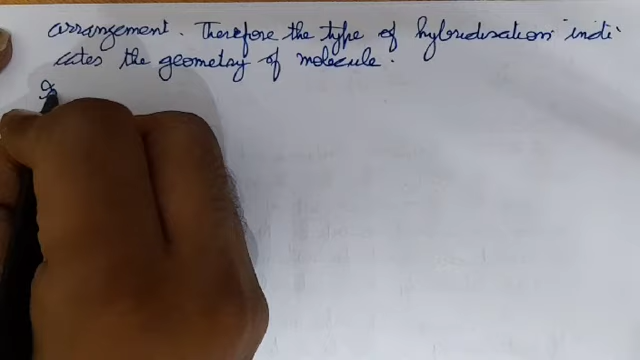 arrangement. Therefore the type of hybridisation indi
cates the geometry of molecule.